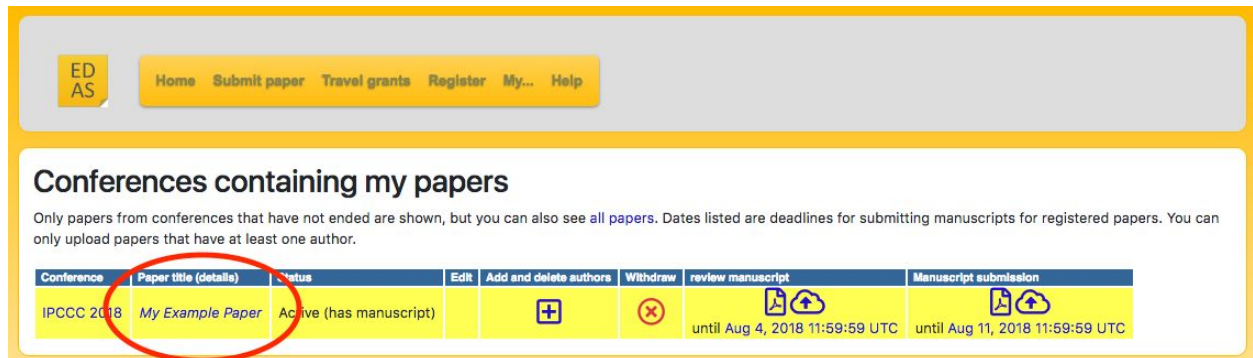 ED
AS
Home Submit paper Travel grants Register My... Help
Conferences containing my papers
Only papers from conferences that have not ended are shown, but you can also see all papers. Dates listed are deadlines for submitting manuscripts for registered papers. You can
only upload papers that have at least one author.
Conference Paper title (details) Status Edit Add and delete authors Withdraw review manuscript Manuscript submission
IPCCC 2018 My Example Paper Active (has manuscript)
until Aug 4, 2018 11:59:59 UTC until Aug 11, 2018 11:59:59 UTC